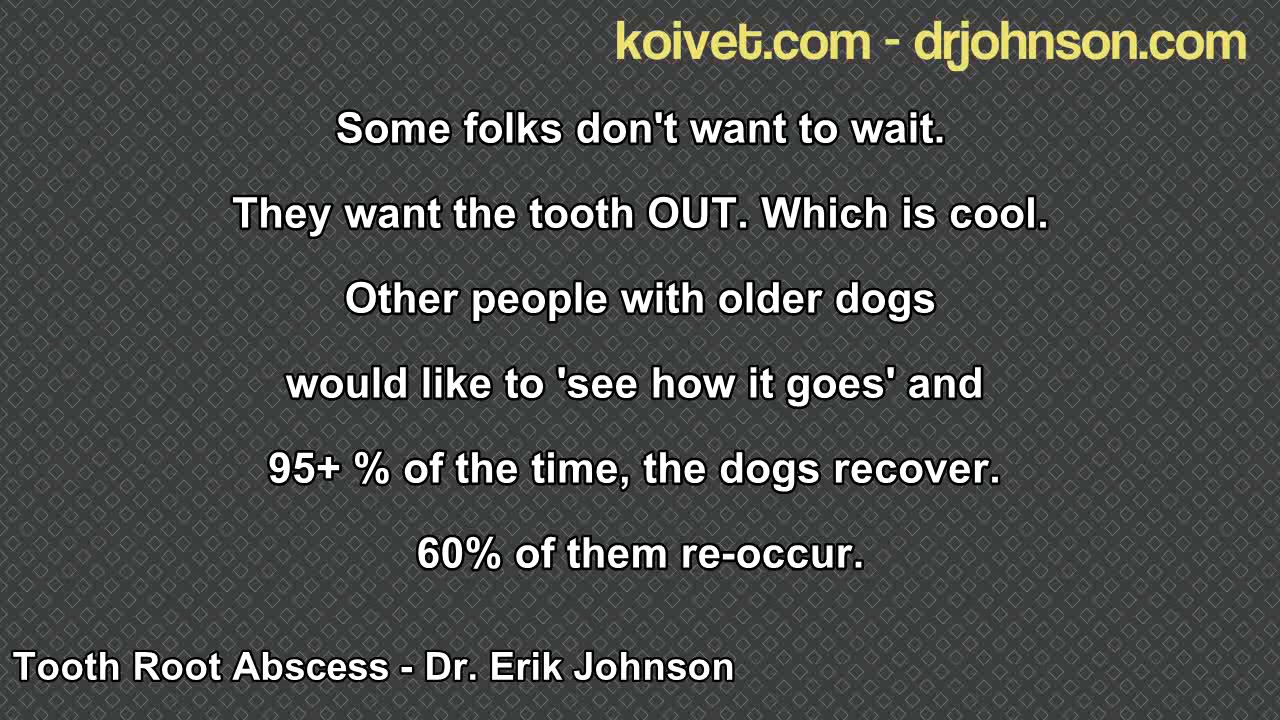 koivet.com - drjohnson.com
Some folks don't want to wait.
They want the tooth OUT. Which is cool.
Other people with older dogs
would like to 'see how it goes' and
95+ % of the time, the dogs recover.
60% of them re-occur.
Tooth Root Abscess - Dr. Erik Johnson